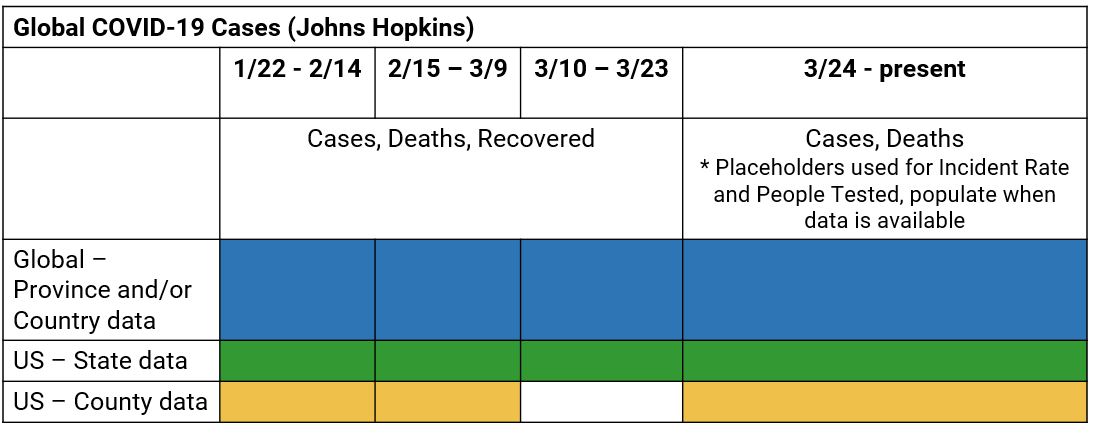 Global COVID-19 Cases (Johns Hopkins)
1/22 - 2/14
2/15 – 3/9
3/10 – 3/23
3/24 - present
Cases, Deaths, Recovered
Cases, Deaths
* Placeholders used for Incident Rate
and People Tested, populate when
data is available
Global –
Province and/or
Country data
US – State data
US – County data